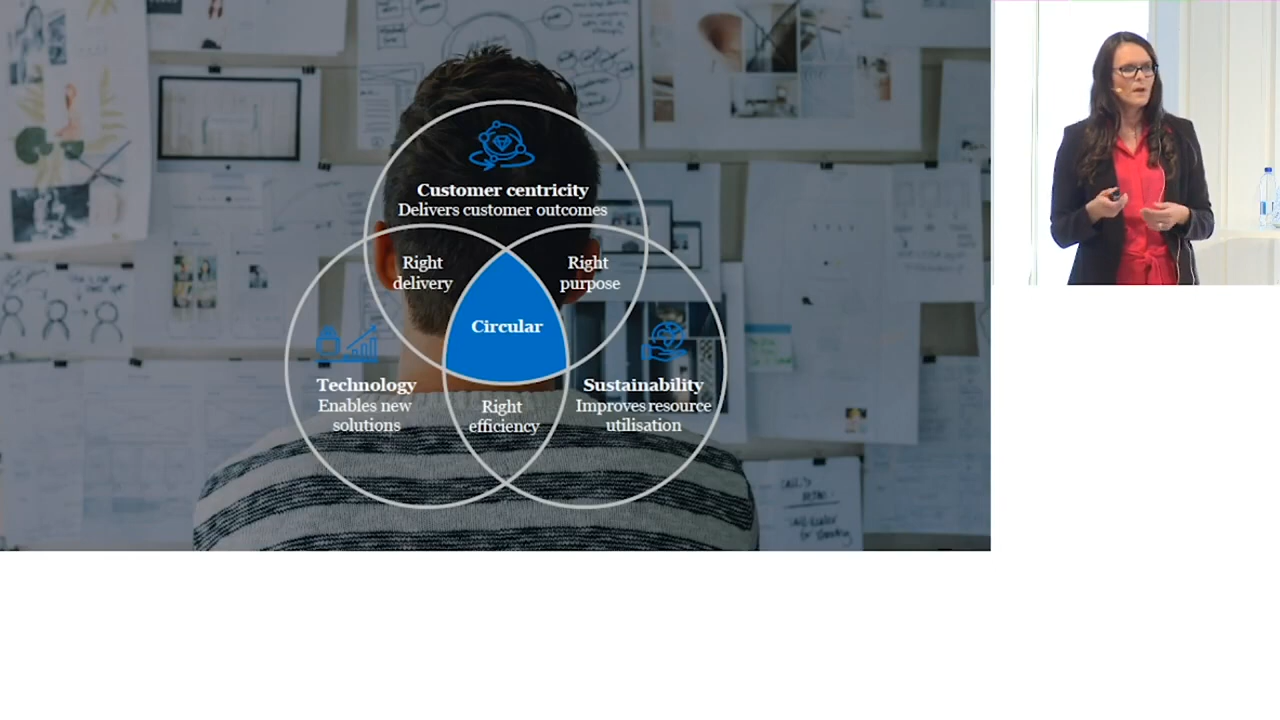 Customer centricity
Delivers customer outcomes
Right
delivery
Right
purpose
Circular
Technology
Enables new
solutions
Right
efficiency
Sustainability
Improves resource
utilisation